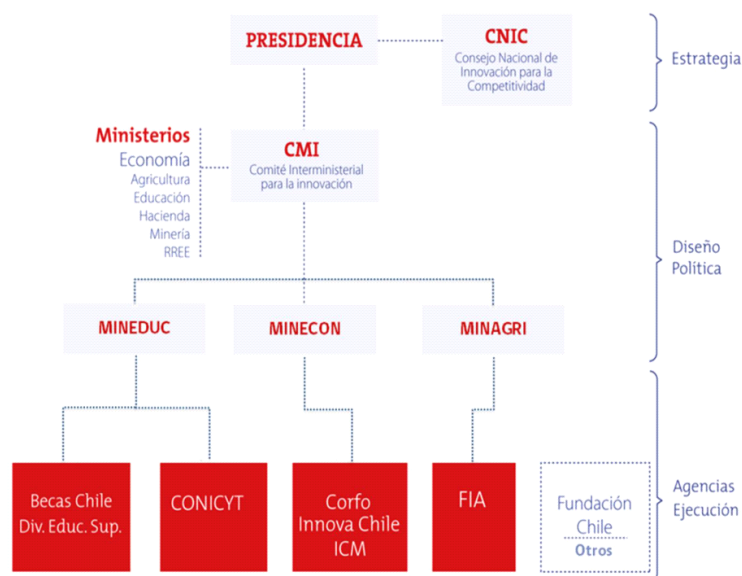 PRESIDENCIA
CNIC
Consejo Nacional de
Innovación para la
Competitividad
Estrategia
Ministerios
Economía
Agricultura
Educación
Hacienda
Minería
RREE
CMI
Comité Interministerial
para la innovación
Diseño
Politica
MINEDUC
MINECON
MINAGRI
Becas Chile
Div. Educ. Sup.
CONICYT
Corfo
Innova Chile
ICM
FIA
Fundación
Chile
Otros
Agencias
Ejecución